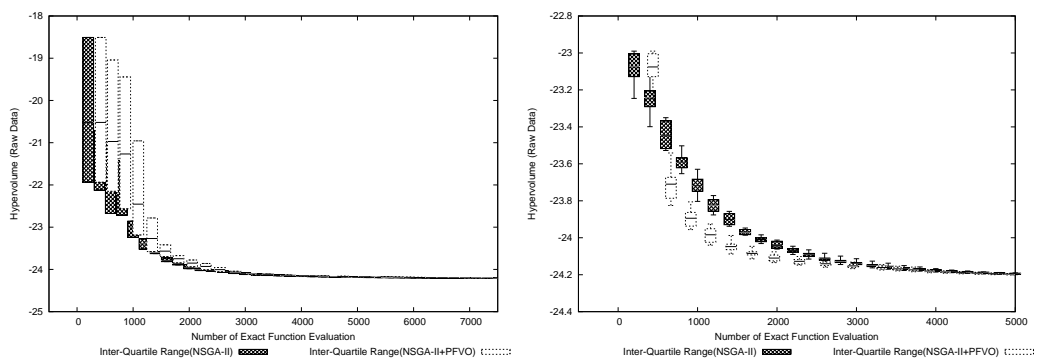 -18
-19
-20
-21
-22
-23
-24
-25
Hypervolume (Raw Data)
0 1000 2000 3000 4000 5000 6000 7000
Number of Exact Function Evaluation
Inter-Quartile Range(NSGA-II)
Inter-Quartile Range(NSGA-II+PFVO)
-22.8
-23
-23.2
-23.4
-23.6
-23.8
-24
-24.2
-24.4
Hypervolume (Raw Data)
0 1000 2000 3000 4000 5000
Number of Exact Function Evaluation
Inter-Quartile Range(NSGA-II)
Inter-Quartile Range(NSGA-II+PFVO)